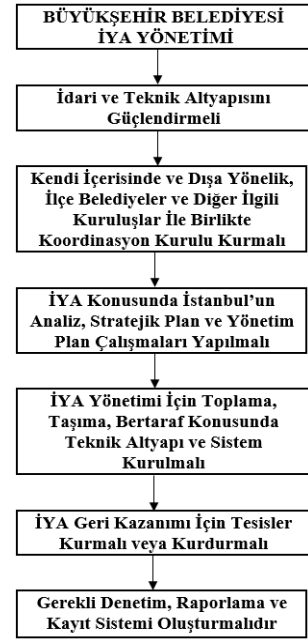 BÜYÜKŞEHİR BELEDİYESİ
İYA YÖNETİMİ
İdari ve Teknik Altyapısını
Güçlendirmeli
Kendi İçerisinde ve Dışa Yönelik,
İlçe Belediyeler ve Diğer İlgili
Kuruluşlar İle Birlikte
Koordinasyon Kurulu Kurmalı
İYA Konusunda İstanbul'un
Analiz, Stratejik Plan ve Yönetim
Plan Çalışmaları Yapılmalı
İYA Yönetimi İçin Toplama,
Taşıma, Bertaraf Konusunda
Teknik Altyapı ve Sistem
Kurulmalı
İYA Geri Kazanımı İçin Tesisler
Kurmalı veya Kurdurmalı
Gerekli Denetim, Raporlama ve
Kayıt Sistemi Oluşturmalıdır